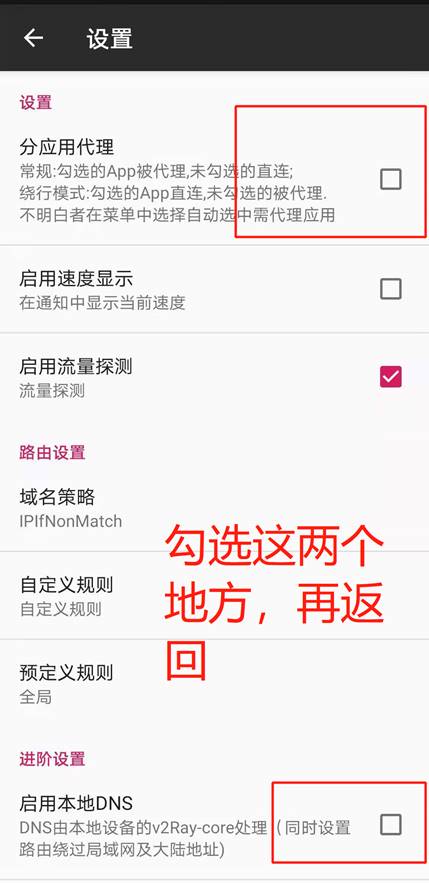 设置
设置
分应用代理
常规:勾选的App被代理,未勾选的直连;
绕行模式:勾选的App直连,未勾选的被代理.
不明白者在菜单中选择自动选中需代理应用
启用速度显示
在通知中显示当前速度
启用流量探测
流量探测
路由设置
域名策略
IPIfNonMatch
勾选这两个
地方，再返
回
自定义规则
自定义规则
预定义规则
全局
进阶设置
启用本地DNS
DNS由本地设备的v2Ray-core处理（同时设置
路由绕过局域网及大陆地址)